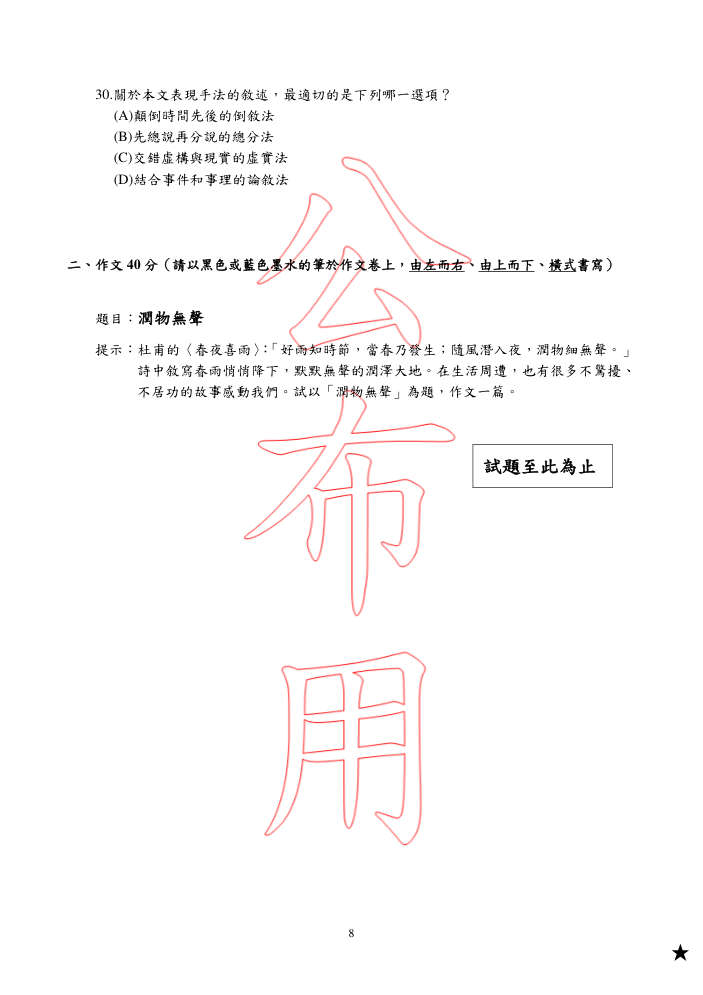 30.關於本文表現手法的敘述，最適切的是下列哪一選項？
(A)顛倒時間先後的倒敘法
(B)先總說再分說的總分法
(C)交錯虛構與現實的虛實法
(D)結合事件和事理的論敘法
二、作文 40 分（請以黑色或藍色墨水的筆於作文卷上，由左而右、由上而下、橫式書寫）
題目：潤物無聲
提示：杜甫的〈春夜喜雨〉：「好雨知時節，當春乃發生；隨風潛入夜，潤物細無聲。」
詩中敘寫春雨悄悄降下，默默無聲的潤澤大地。在生活周遭，也有很多不驚擾、
不居功的故事感動我們。試以「潤物無聲」為題，作文一篇。
試題至此為止
公布用
8
★